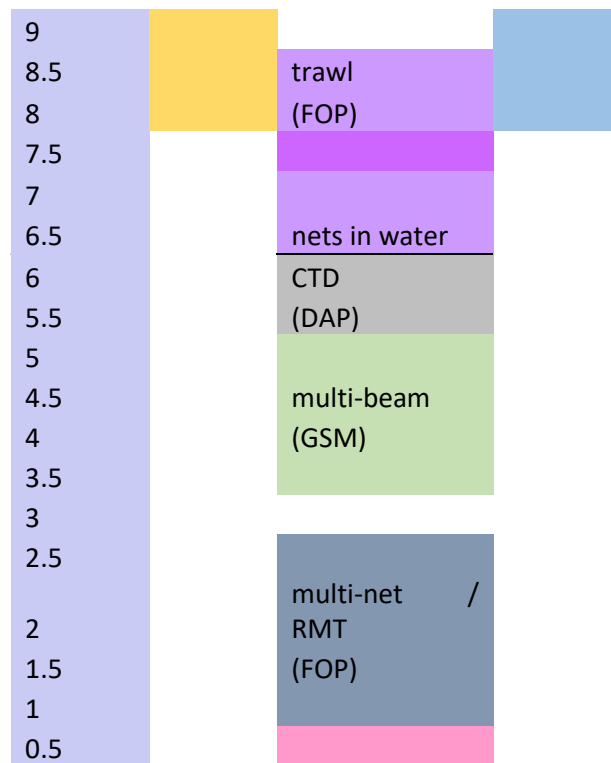 9
8.5 trawl
8 (FOP)
7.5
7
6.5 nets in water
6 CTD
5.5 (DAP)
5
4.5 multi-beam
4 (GSM)
3.5
3
2.5
multi-net /
2 RMT
1.5 (FOP)
1
0.5